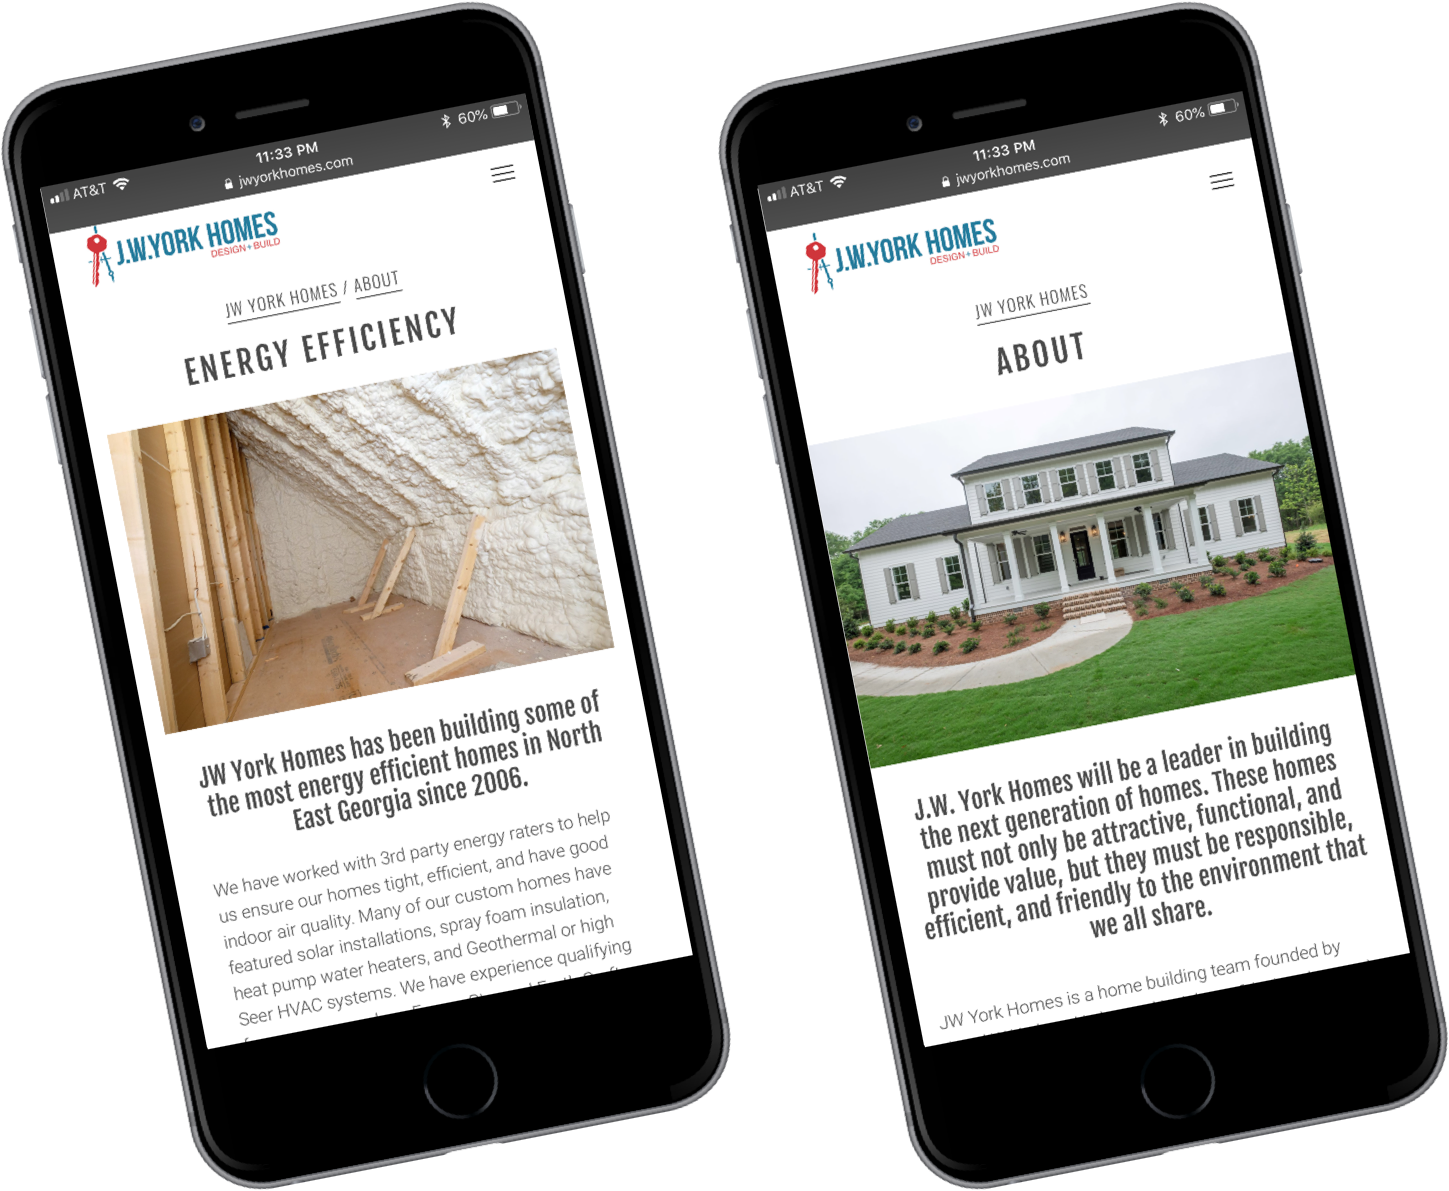 AT&T
11:33 PM
60%
jwyorkhomes.com
J.W.YORK HOMES
DESIGN+BUILD
JW YORK HOMES / ABOUT
ENERGY EFFICIENCY
JW York Homes has been building some of
the most energy efficient homes in North
East Georgia since 2006.
We have worked with 3rd party energy raters to help
us ensure our homes tight, efficient, and have good
indoor air quality. Many of our custom homes have
featured solar installations, spray foam insulation,
heat pump water heaters, and Geothermal or high
Seer HVAC systems. We have experience qualifying
AT&T
11:33 PM
60%
jwyorkhomes.com
J.W.YORK HOMES
DESIGN+BUILD
JW YORK HOMES
ABOUT
J.W. York Homes will be a leader in building
the next generation of homes. These homes
must not only be attractive, functional, and
provide value, but they must be responsible,
efficient, and friendly to the environment that
we all share.
JW York Homes is a home building team founded by